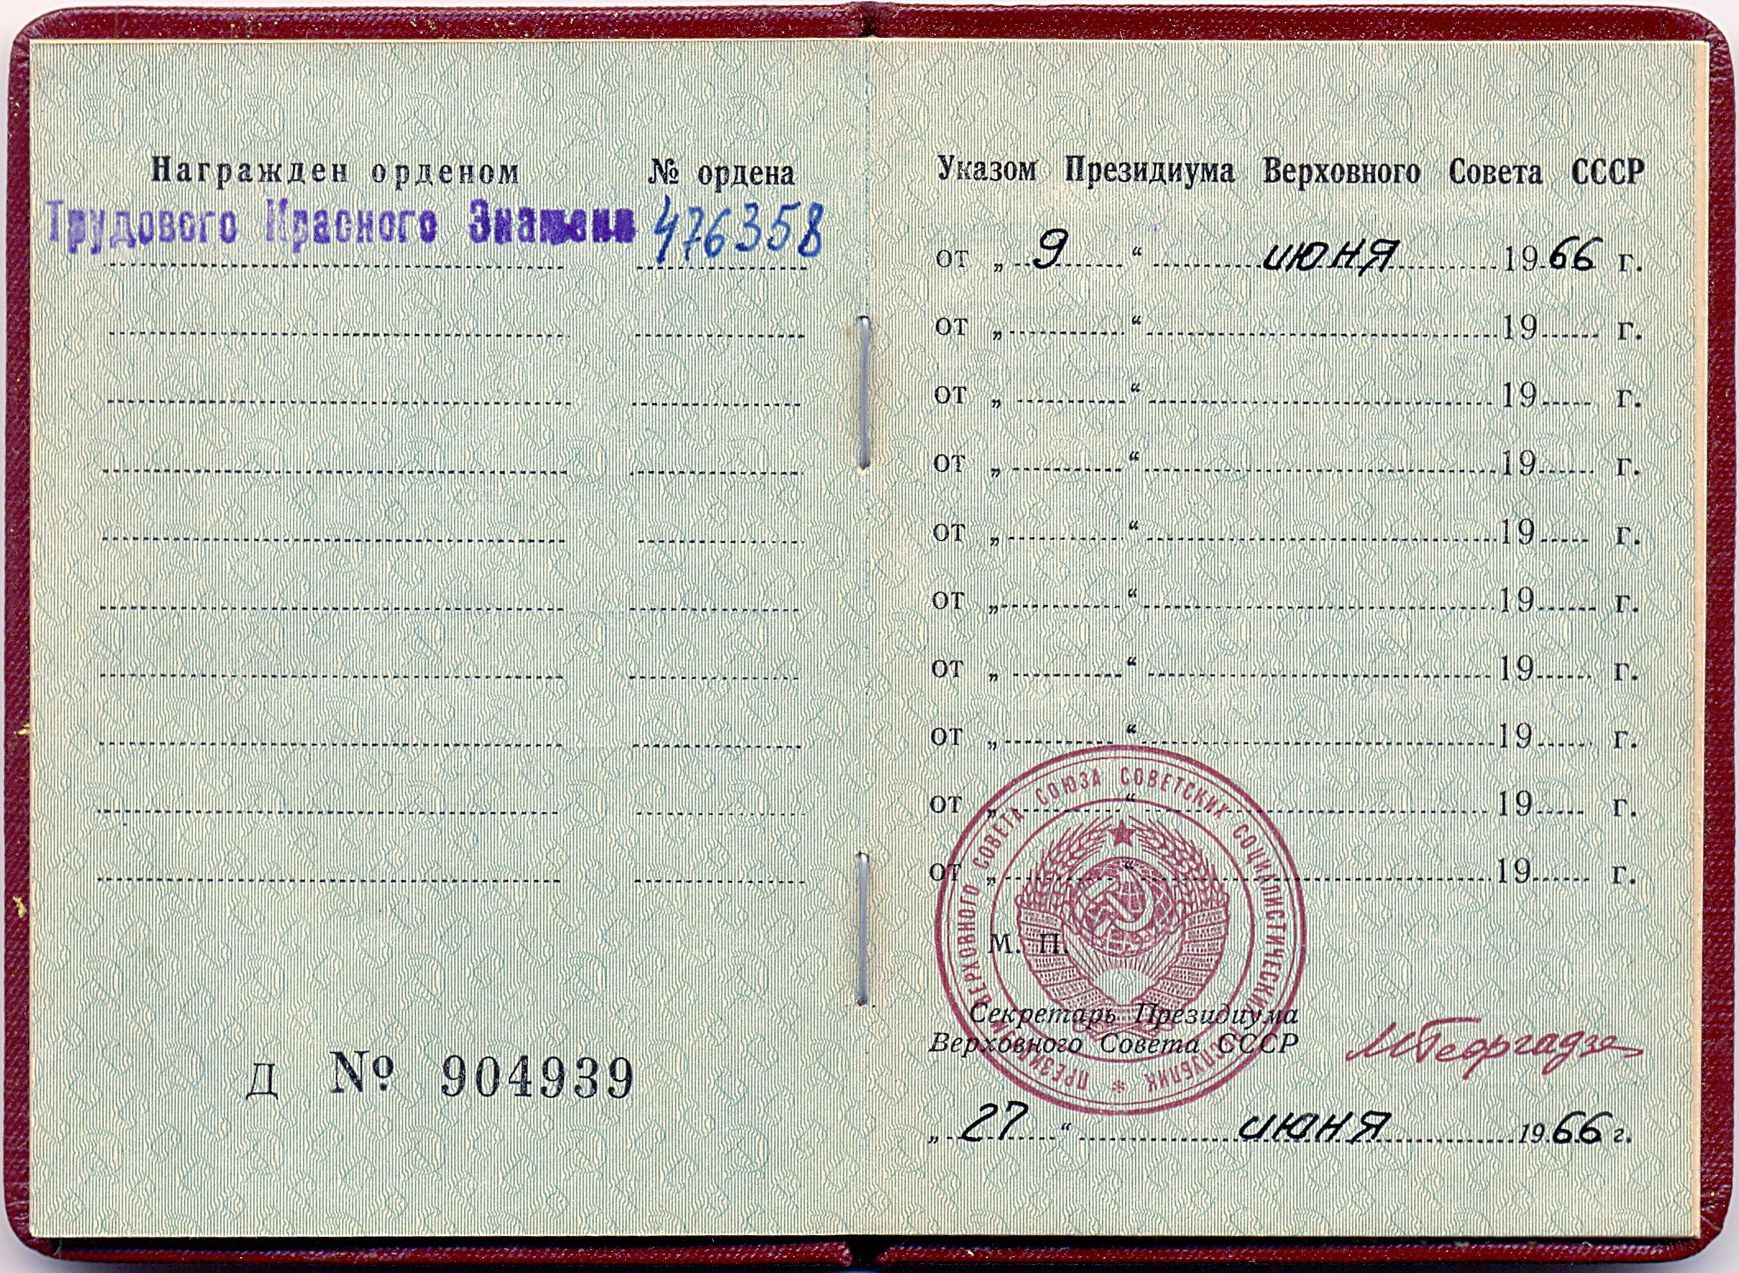 Награжден орденом
№ ордена
Трудового Красного Знамени
476358
Д № 904939
Указом Президиума Верховного Совета СССР
от „ 9 “ июня 1966 г.
от „ “ 19 г.
от „ “ 19 г.
от „ “ 19 г.
от „ “ 19 г.
от „ “ 19 г.
от „ “ 19 г.
от „ “ 19 г.
от „ “ 19 г.
от „ “ 19 г.
М. П.
ПРЕЗИДИУМ ВЕРХОВНОГО СОВЕТА СОЮЗА СОВЕТСКИХ СОЦИАЛИСТИЧЕСКИХ РЕСПУБЛИК *
Секретарь Президиума
Верховного Совета СССР
МГеоргадзе
„ 27 “ июня 1966 г.